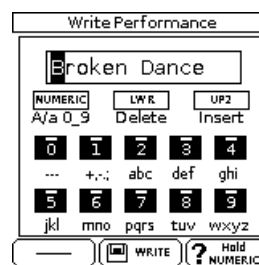 Write Performance
Broken Dance
NUMERIC LWR UP2
A/a 0_9 Delete Insert
0 1 2 3 4
--- +,-.; abc def ghi
5 6 7 8 9
jkl mno pqrs tuv wxyz
WRITE ? Hold NUMERIC